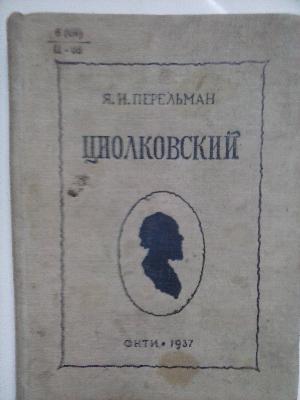 Я. И. ПЕРЕЛЬМАН
ЦИОЛКОВСКИЙ
ОНТИ • 1937